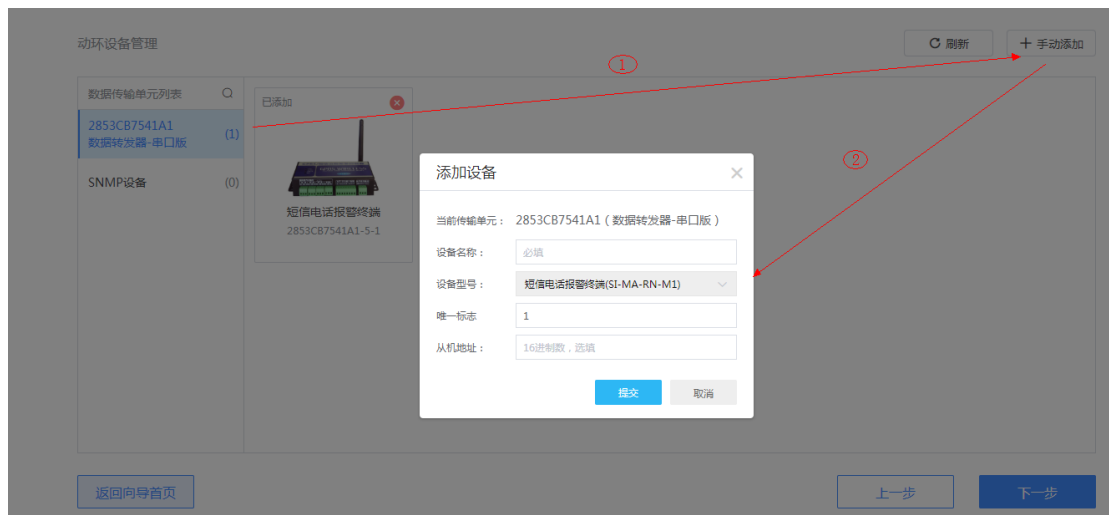 动环设备管理
刷新
手动添加
①
数据传输单元列表
已添加
2853CB7541A1
(1)
数据转发器-串口版
SNMP设备
(0)
短信电话报警终端
2853CB7541A1-5-1
②
添加设备
当前传输单元：
2853CB7541A1 ( 数据转发器-串口版 )
设备名称：
必填
设备型号：
短信电话报警终端(SI-MA-RN-M1)
唯一标志
1
从机地址：
16进制数，选填
提交
取消
返回向导首页
上一步
下一步